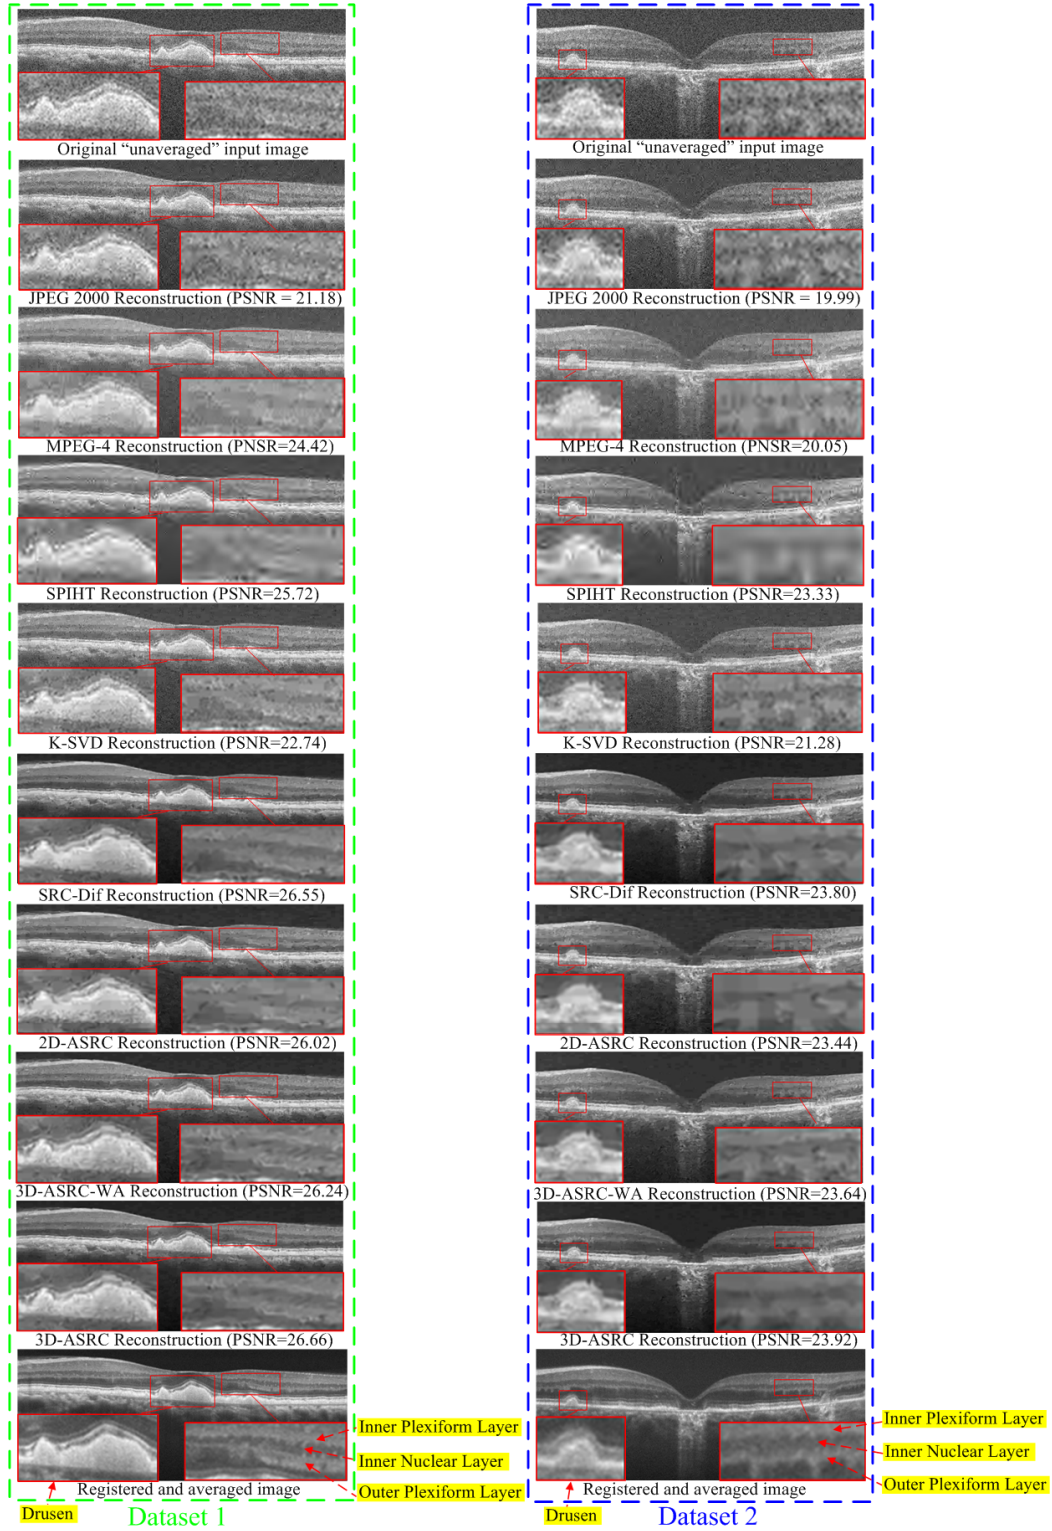 Original “unaveraged” input image
JPEG 2000 Reconstruction (PSNR = 21.18)
MPEG-4 Reconstruction (PNSR=24.42)
SPIHT Reconstruction (PSNR=25.72)
K-SVD Reconstruction (PSNR=22.74)
SRC-Dif Reconstruction (PSNR=26.55)
2D-ASRC Reconstruction (PSNR=26.02)
3D-ASRC-WA Reconstruction (PSNR=26.24)
3D-ASRC Reconstruction (PSNR=26.66)
Inner Plexiform Layer
Inner Nuclear Layer
Outer Plexiform Layer
Registered and averaged image
Drusen
Dataset 1
Original “unaveraged” input image
JPEG 2000 Reconstruction (PSNR = 19.99)
MPEG-4 Reconstruction (PNSR=20.05)
SPIHT Reconstruction (PSNR=23.33)
K-SVD Reconstruction (PSNR=21.28)
SRC-Dif Reconstruction (PSNR=23.80)
2D-ASRC Reconstruction (PSNR=23.44)
3D-ASRC-WA Reconstruction (PSNR=23.64)
3D-ASRC Reconstruction (PSNR=23.92)
Inner Plexiform Layer
Inner Nuclear Layer
Outer Plexiform Layer
Registered and averaged image
Drusen
Dataset 2